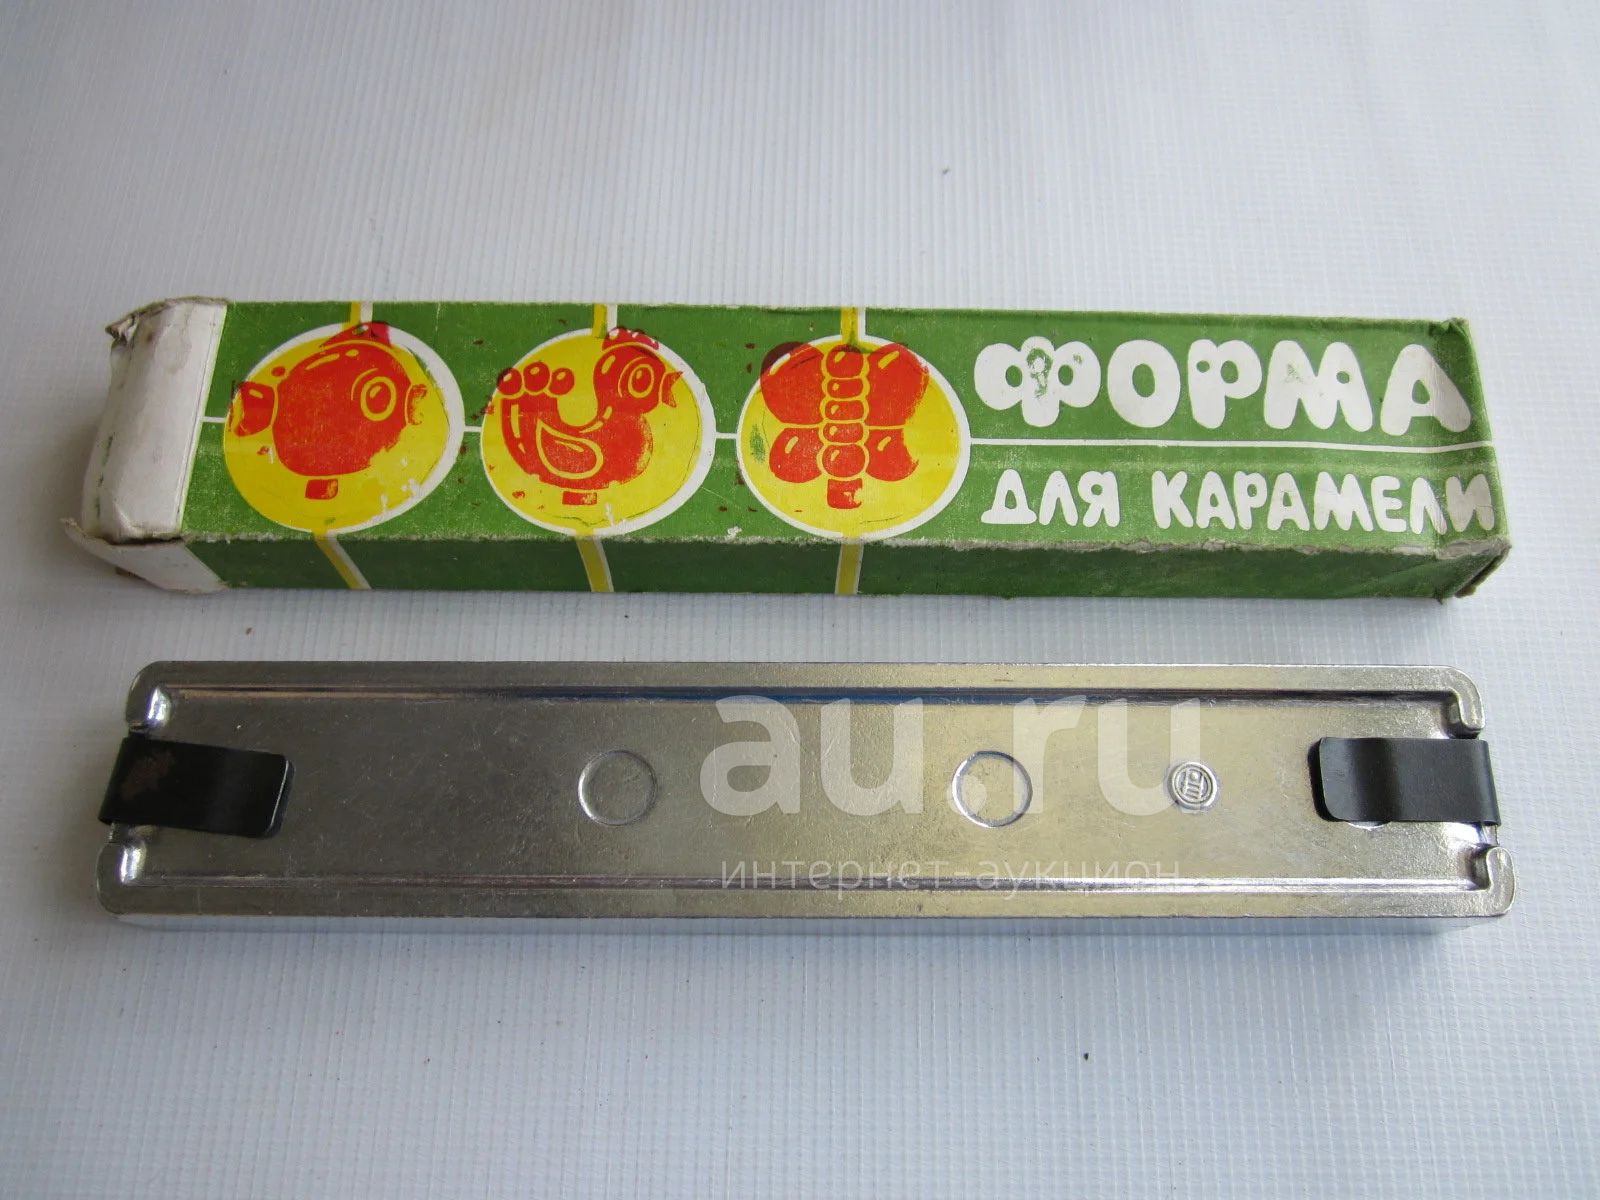 ФОРМА
ДЛЯ КАРАМЕЛИ
au.ru
интернет-аукцион